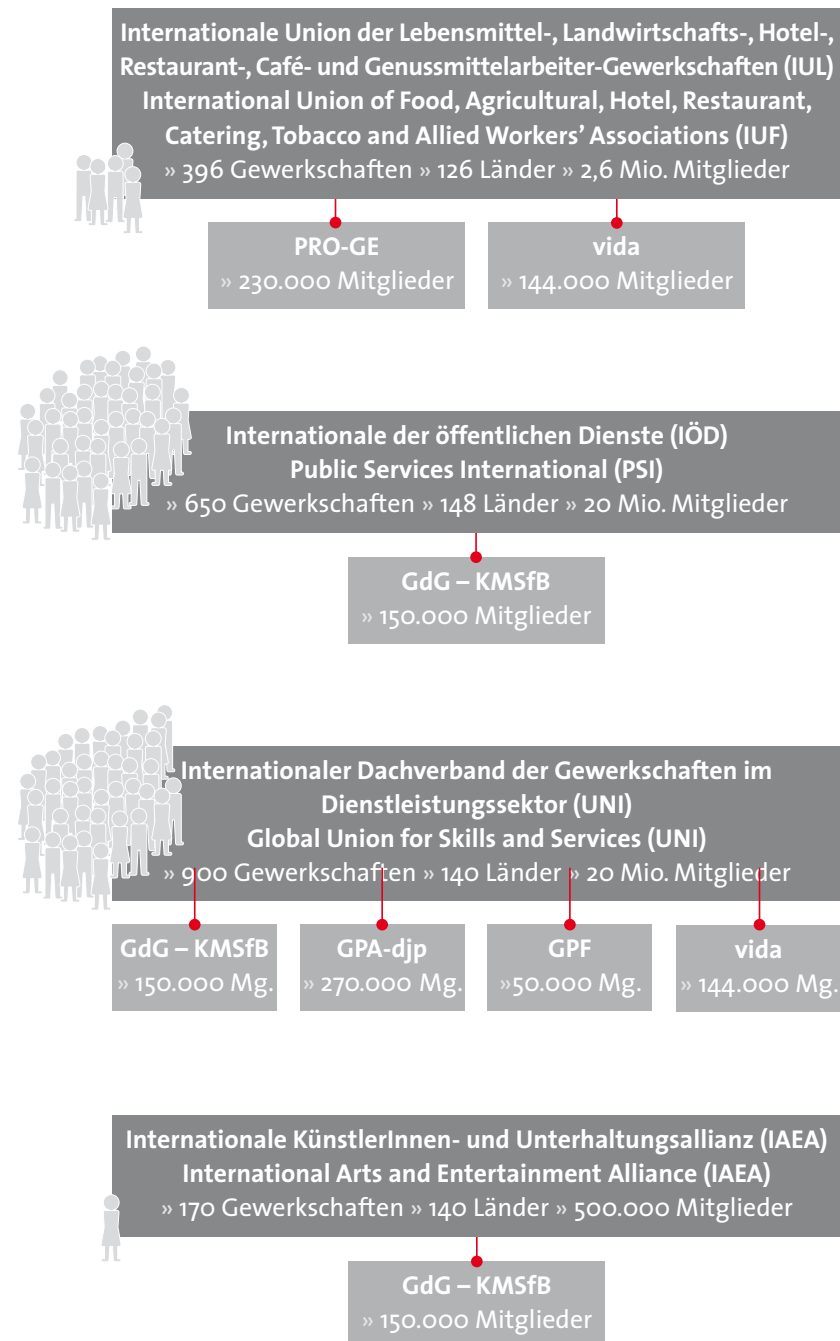 Internationale Union der Lebensmittel-, Landwirtschafts-, Hotel-,
Restaurant-, Café- und Genussmittelarbeiter-Gewerkschaften (IUL)
International Union of Food, Agricultural, Hotel, Restaurant,
Catering, Tobacco and Allied Workers’ Associations (IUF)
» 396 Gewerkschaften » 126 Länder » 2,6 Mio. Mitglieder
PRO-GE
» 230.000 Mitglieder
vida
» 144.000 Mitglieder
Internationale der öffentlichen Dienste (IÖD)
Public Services International (PSI)
» 650 Gewerkschaften » 148 Länder » 20 Mio. Mitglieder
GdG – KMSfB
» 150.000 Mitglieder
Internationaler Dachverband der Gewerkschaften im
Dienstleistungssektor (UNI)
Global Union for Skills and Services (UNI)
» 900 Gewerkschaften » 140 Länder » 20 Mio. Mitglieder
GdG – KMSfB
» 150.000 Mg.
GPA-djp
» 270.000 Mg.
GPF
»50.000 Mg.
vida
» 144.000 Mg.
Internationale KünstlerInnen- und Unterhaltungsallianz (IAEA)
International Arts and Entertainment Alliance (IAEA)
» 170 Gewerkschaften » 140 Länder » 500.000 Mitglieder
GdG – KMSfB
» 150.000 Mitglieder